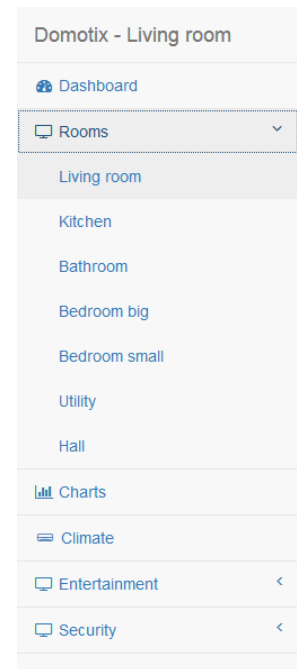 Domotix - Living room
Dashboard
Rooms
Living room
Kitchen
Bathroom
Bedroom big
Bedroom small
Utility
Hall
Charts
Climate
Entertainment
Security